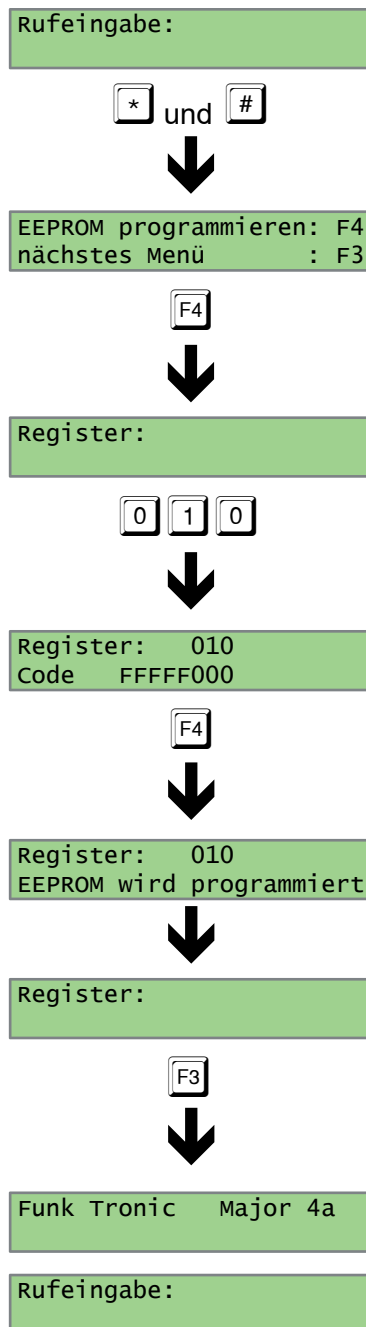 Rufeingabe:
* und #
EEPROM programmieren: F4
nächstes Menü : F3
F4
Register:
0 1 0
Register: 010
Code FFFFF000
F4
Register: 010
EEPROM wird programmiert
Register:
F3
Funk Tronic Major 4a
Rufeingabe: